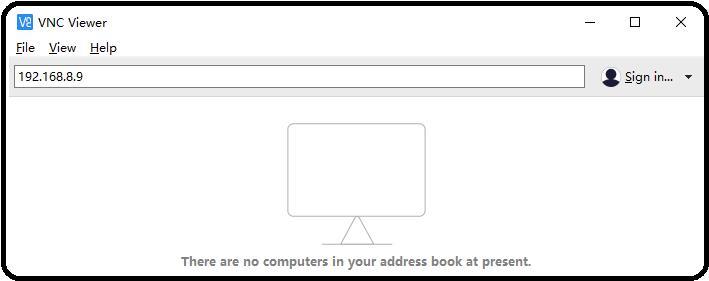 VNC Viewer
File View Help
192.168.8.9 Sign in...
There are no computers in your address book at present.